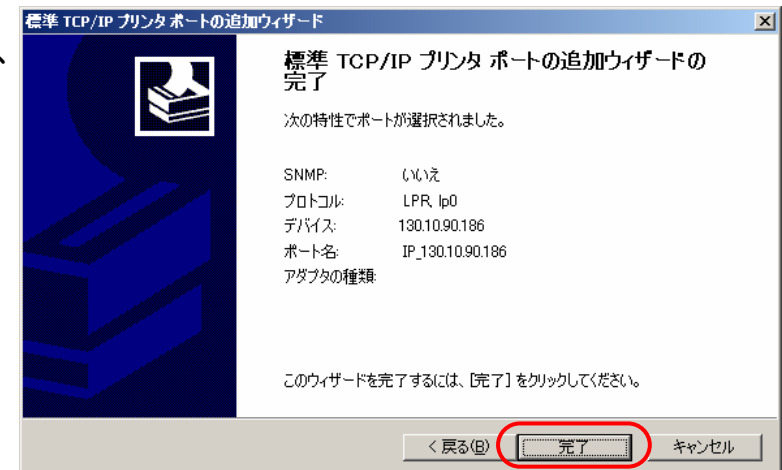 標準 TCP/IP プリンタ ポートの追加ウィザード
、
標準 TCP/IP プリンタ ポートの追加ウィザードの
完了
次の特性でポートが選択されました。
SNMP: いいえ
プロトコル: LPR, lp0
デバイス: 130.10.90.186
ポート名: IP_130.10.90.186
アダプタの種類:
このウィザードを完了するには、[完了] をクリックしてください。
< 戻る(B) 完了 キャンセル